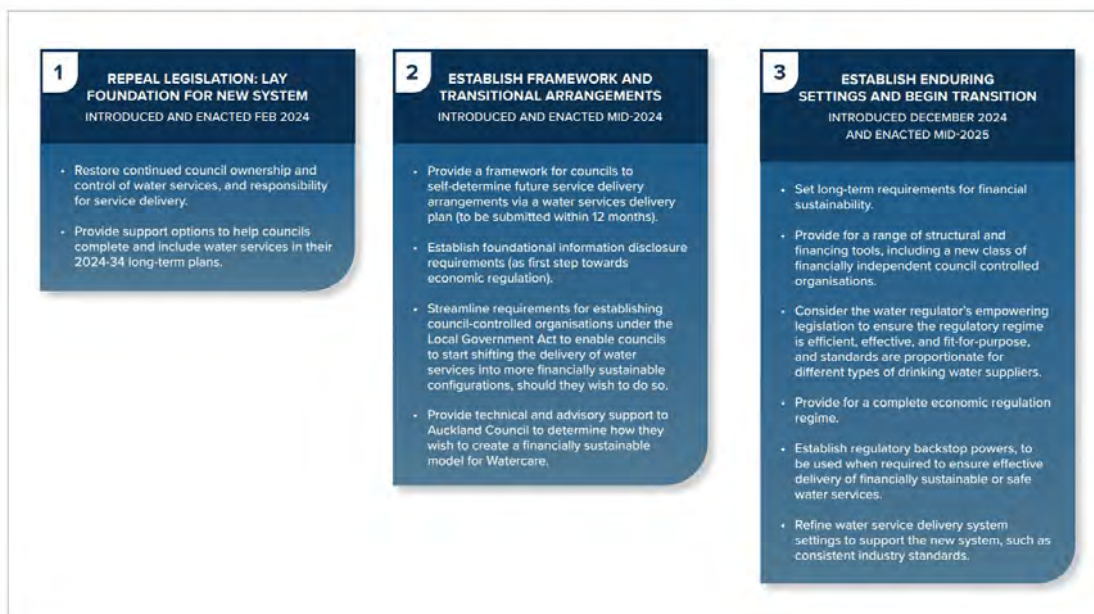 1
REPEAL LEGISLATION: LAY
FOUNDATION FOR NEW SYSTEM
INTRODUCED AND ENACTED FEB 2024
• Restore continued council ownership and
control of water services, and responsibility
for service delivery.
• Provide support options to help councils
complete and include water services in their
2024-34 long-term plans.
2
ESTABLISH FRAMEWORK AND
TRANSITIONAL ARRANGEMENTS
INTRODUCED AND ENACTED MID-2024
• Provide a framework for councils to
self-determine future service delivery
arrangements via a water services delivery
plan (to be submitted within 12 months).
• Establish foundational information disclosure
requirements (as first step towards
economic regulation).
• Streamline requirements for establishing
council-controlled organisations under the
Local Government Act to enable councils
to start shifting the delivery of water
services into more financially sustainable
configurations, should they wish to do so.
• Provide technical and advisory support to
Auckland Council to determine how they
wish to create a financially sustainable
model for Watercare.
3
ESTABLISH ENDURING
SETTINGS AND BEGIN TRANSITION
INTRODUCED DECEMBER 2024
AND ENACTED MID-2025
• Set long-term requirements for financial
sustainability.
• Provide for a range of structural and
financing tools, including a new class of
financially independent council controlled
organisations.
• Consider the water regulator's empowering
legislation to ensure the regulatory regime
is efficient, effective, and fit-for-purpose,
and standards are proportionate for
different types of drinking water suppliers.
• Provide for a complete economic regulation
regime.
• Establish regulatory backstop powers, to
be used when required to ensure effective
delivery of financially sustainable or safe
water services.
• Refine water service delivery system
settings to support the new system, such as
consistent industry standards.